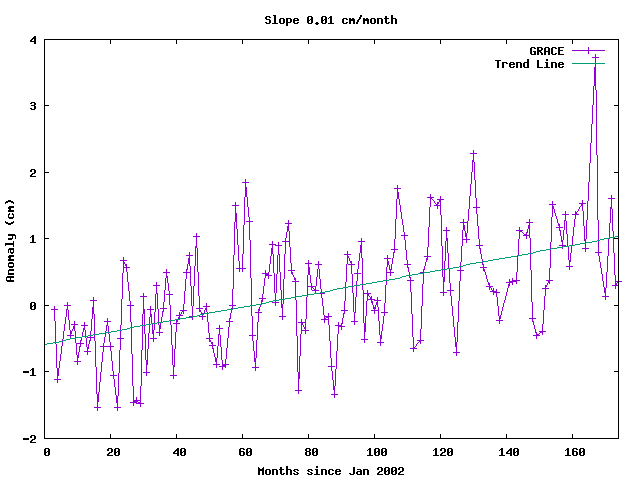 Slope 0.01 cm/month
GRACE
Trend Line
4
3
2
1
0
-1
-2
Anomaly (cm)
0 20 40 60 80 100 120 140 160
Months since Jan 2002